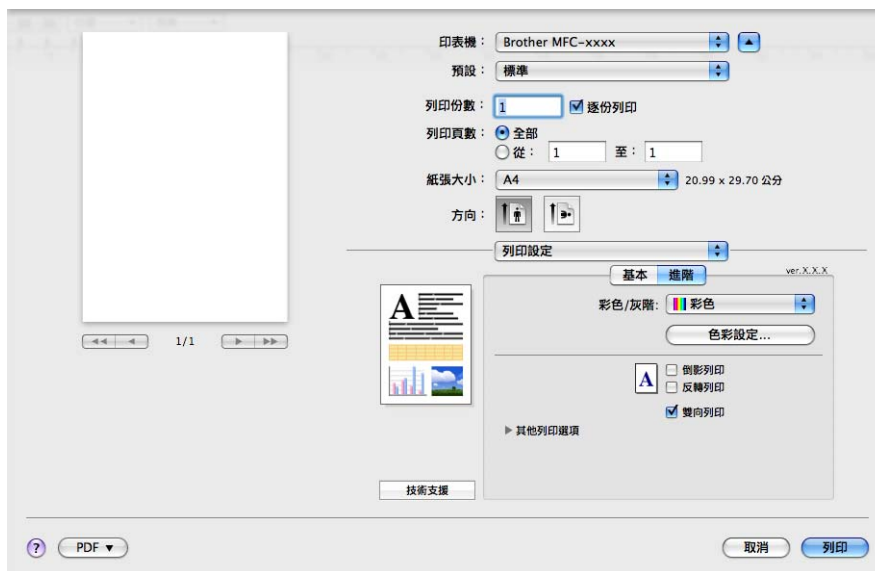 印表機： Brother MFC-xxxx
預設： 標準
列印份數： 1 逐份列印
列印頁數： 全部
從： 1 至： 1
紙張大小： A4 20.99 x 29.70 公分
方向：
列印設定
基本 進階 ver.X.X.X
彩色/灰階: 彩色
A
色彩設定...
1/1
A 倒影列印
反轉列印
雙向列印
其他列印選項
技術支援
? PDF 取消 列印